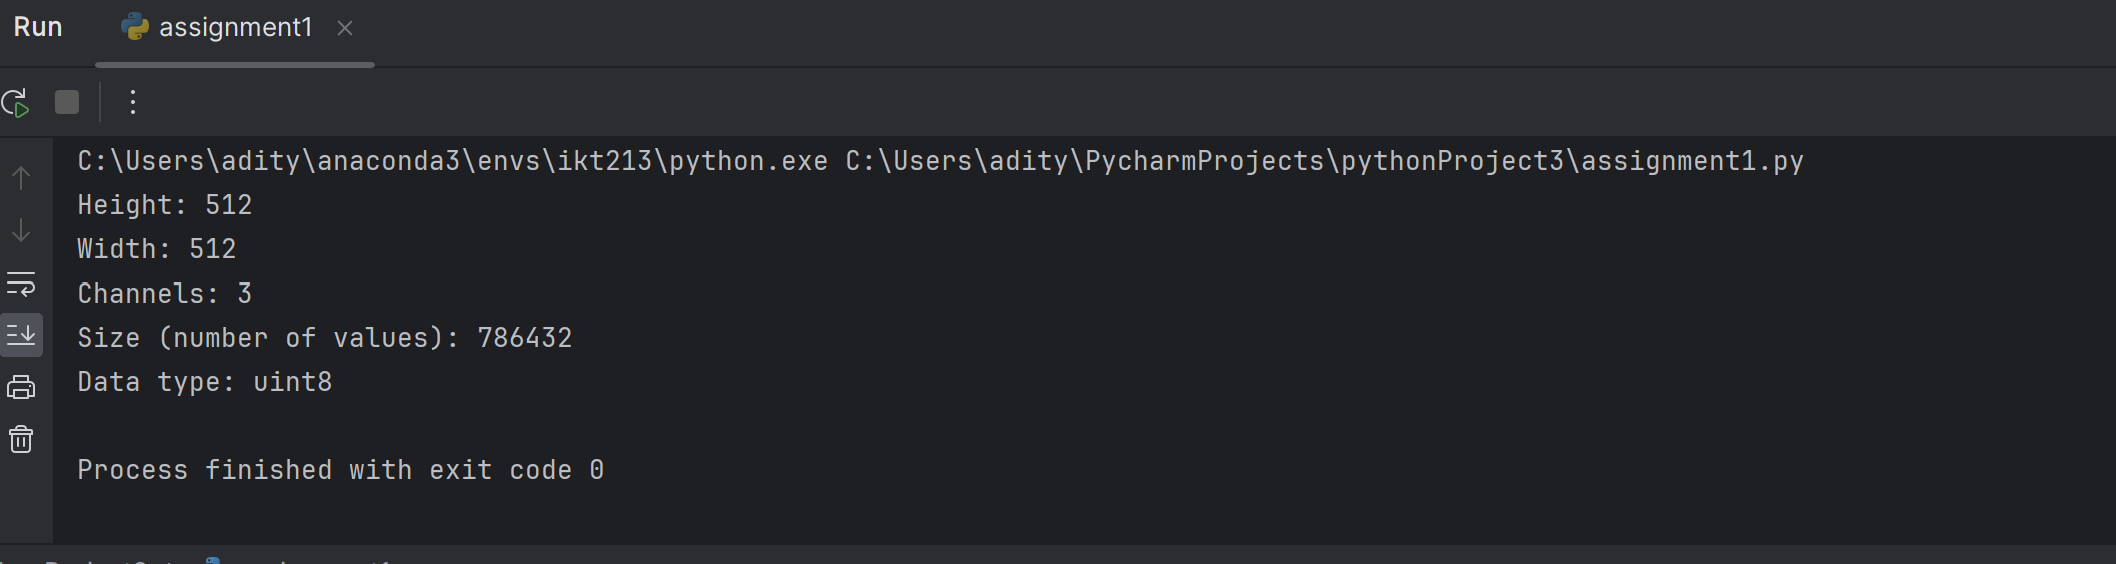 Run assignment1
C:\Users\adity\anaconda3\envs\ikt213\python.exe C:\Users\adity\PycharmProjects\pythonProject3\assignment1.py
Height: 512
Width: 512
Channels: 3
Size (number of values): 786432
Data type: uint8
Process finished with exit code 0